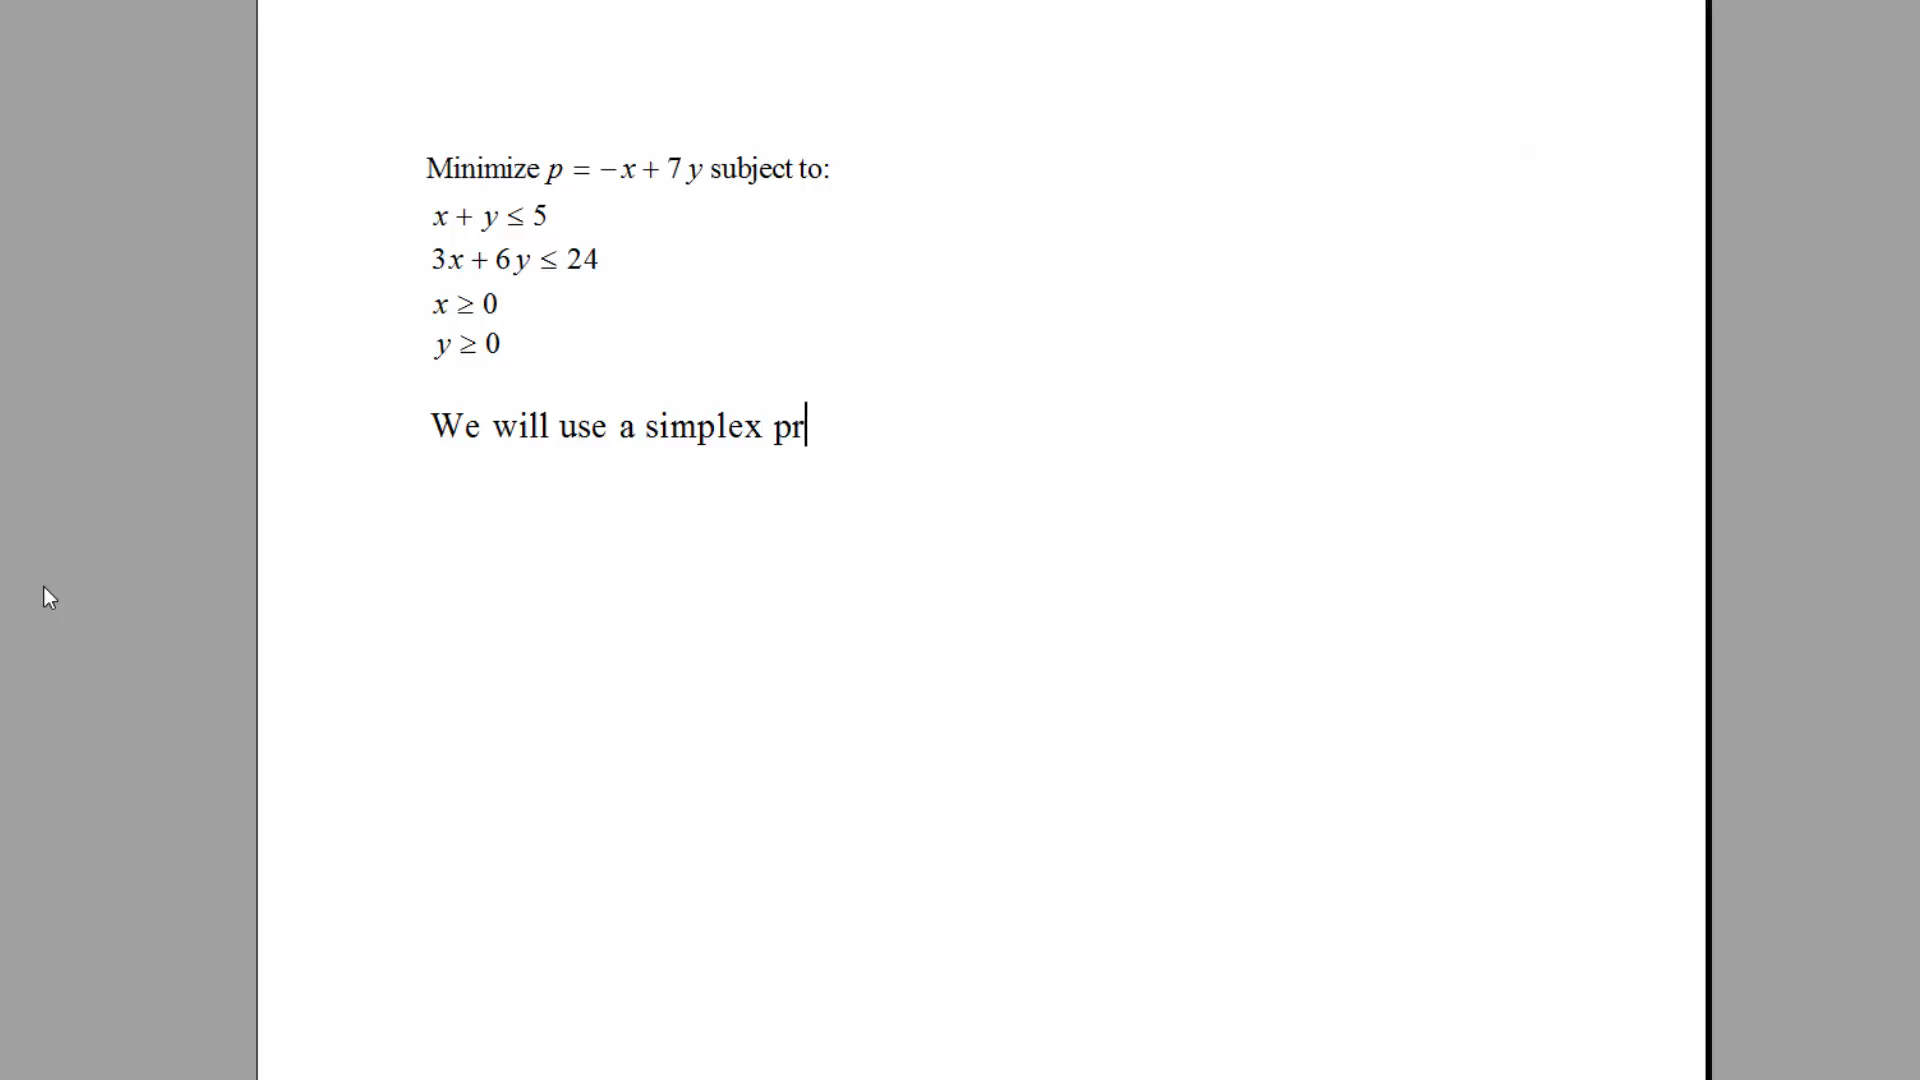 Minimize p = −x + 7y subject to:
x + y ≤ 5
3x + 6y ≤ 24
x ≥ 0
y ≥ 0
We will use a simplex pr